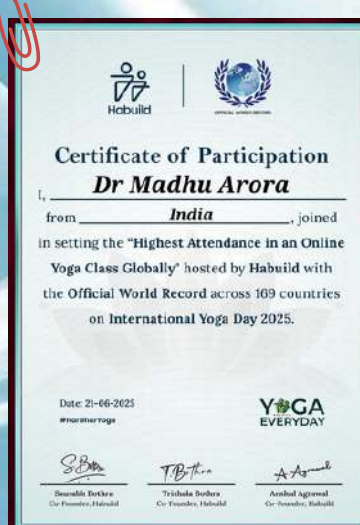 Habuild
OFFICIAL WORLD RECORD
Certificate of Participation
I, Dr Madhu Arora
from India, joined
in setting the "Highest Attendance in an Online
Yoga Class Globally" hosted by Habuild with
the Official World Record across 169 countries
on International Yoga Day 2025.
Date: 21-06-2025
#HarGharYoga
YOGA
EVERYDAY
Saurabh Bothra Trishala Bothra Anshul Agrawal
Co-Founder, Habuild Co-Founder, Habuild Co-Founder, Habuild